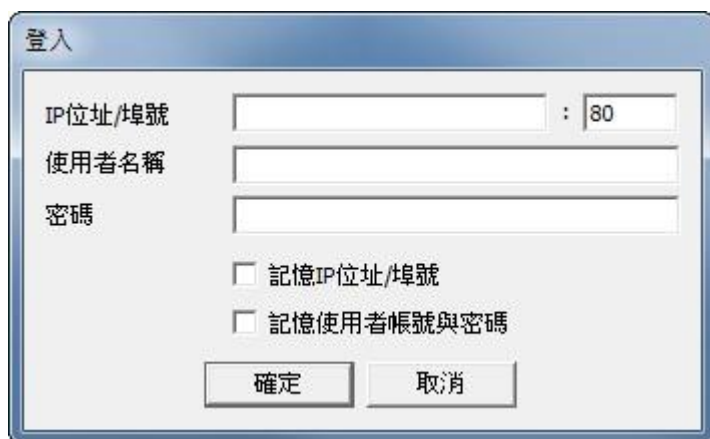 登入
IP位址/埠號 : 80
使用者名稱
密碼
記憶IP位址/埠號
記憶使用者帳號與密碼
確定 取消